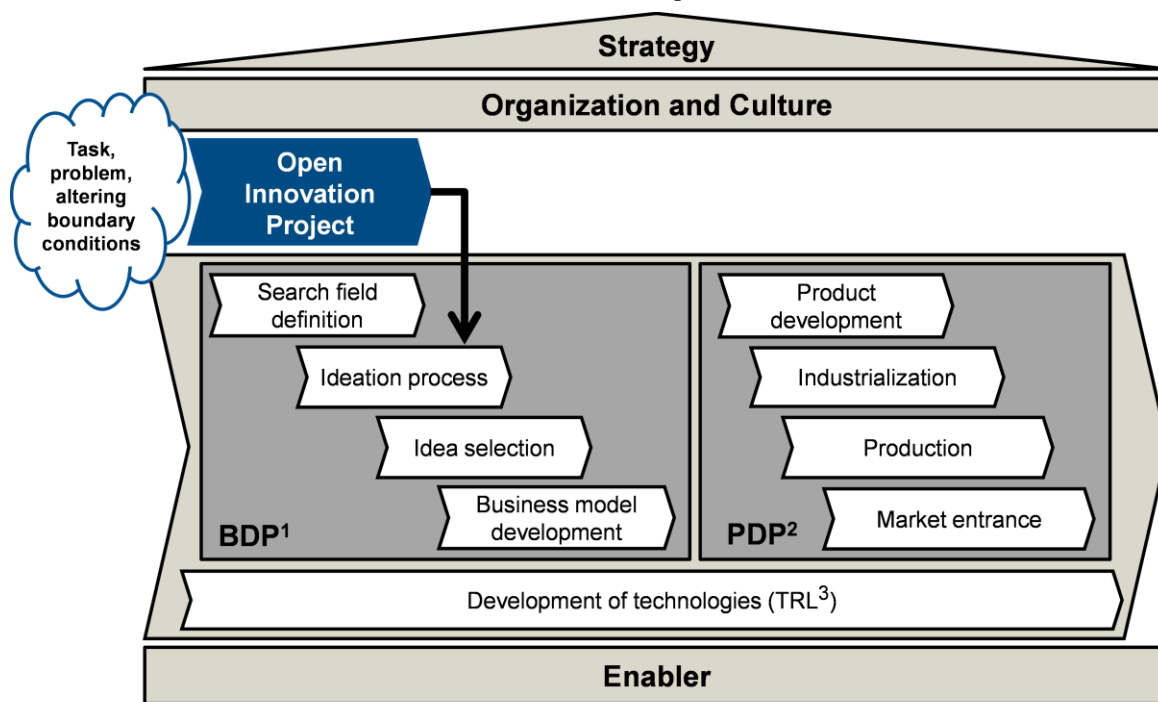 Strategy
Organization and Culture
Task,
problem,
altering
boundary
conditions
Open
Innovation
Project
Search field
definition
Ideation process
Idea selection
Business model
development
BDP¹
Product
development
Industrialization
Production
Market entrance
PDP²
Development of technologies (TRL³)
Enabler